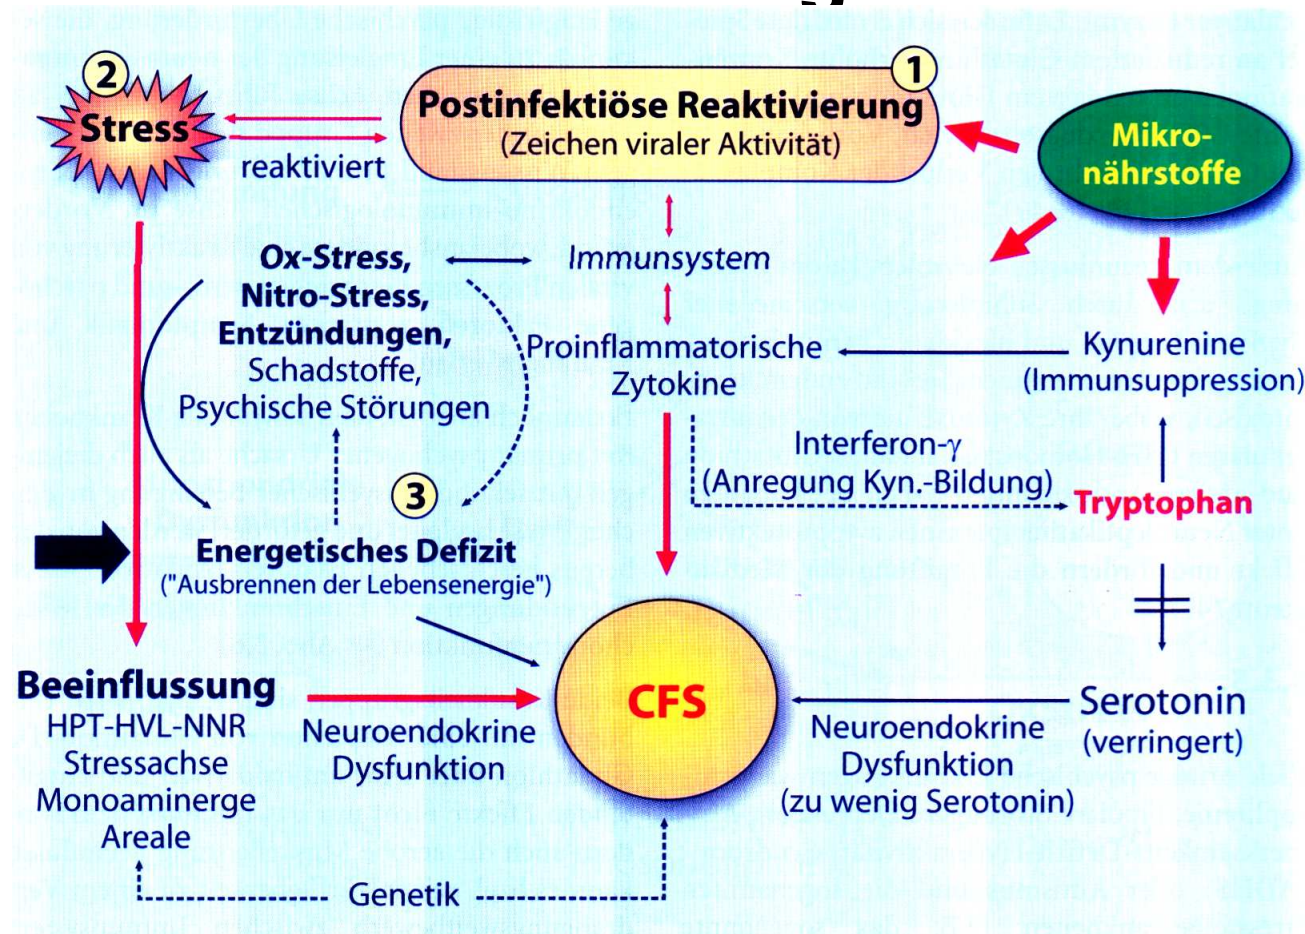 2
1
Stress
Postinfektiöse Reaktivierung
(Zeichen viraler Aktivität)
Mikro-
nährstoffe
reaktiviert
Ox-Stress,
Nitro-Stress,
Entzündungen,
Schadstoffe,
Psychische Störungen
Immunsystem
Proinflammatorische
Zytokine
Kynurenine
(Immunsuppression)
Interferon-γ
(Anregung Kyn.-Bildung)
Tryptophan
3
Energetisches Defizit
("Ausbrennen der Lebensenergie")
Beeinflussung
HPT-HVL-NNR
Stressachse
Monoaminerge
Areale
Neuroendokrine
Dysfunktion
CFS
Serotonin
(verringert)
Neuroendokrine
Dysfunktion
(zu wenig Serotonin)
Genetik